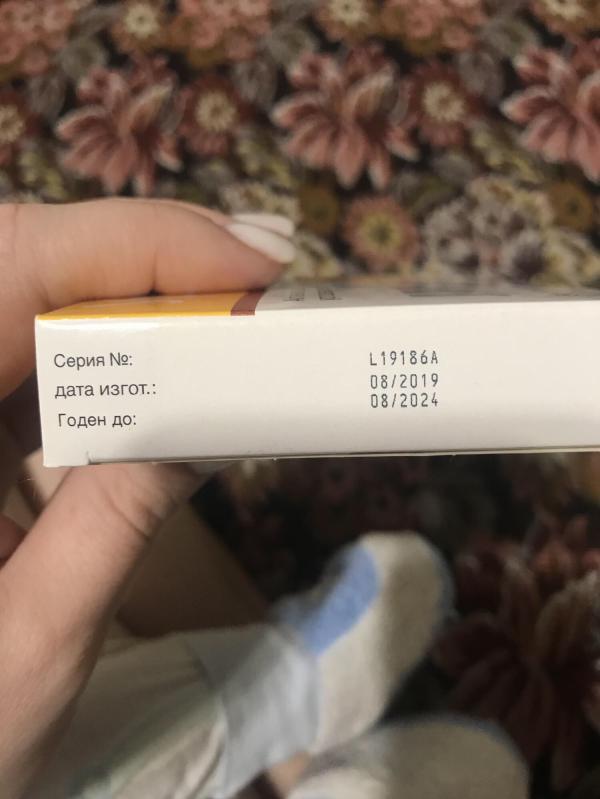 Серия №: L19186A
дата изгот.: 08/2019
Годен до: 08/2024